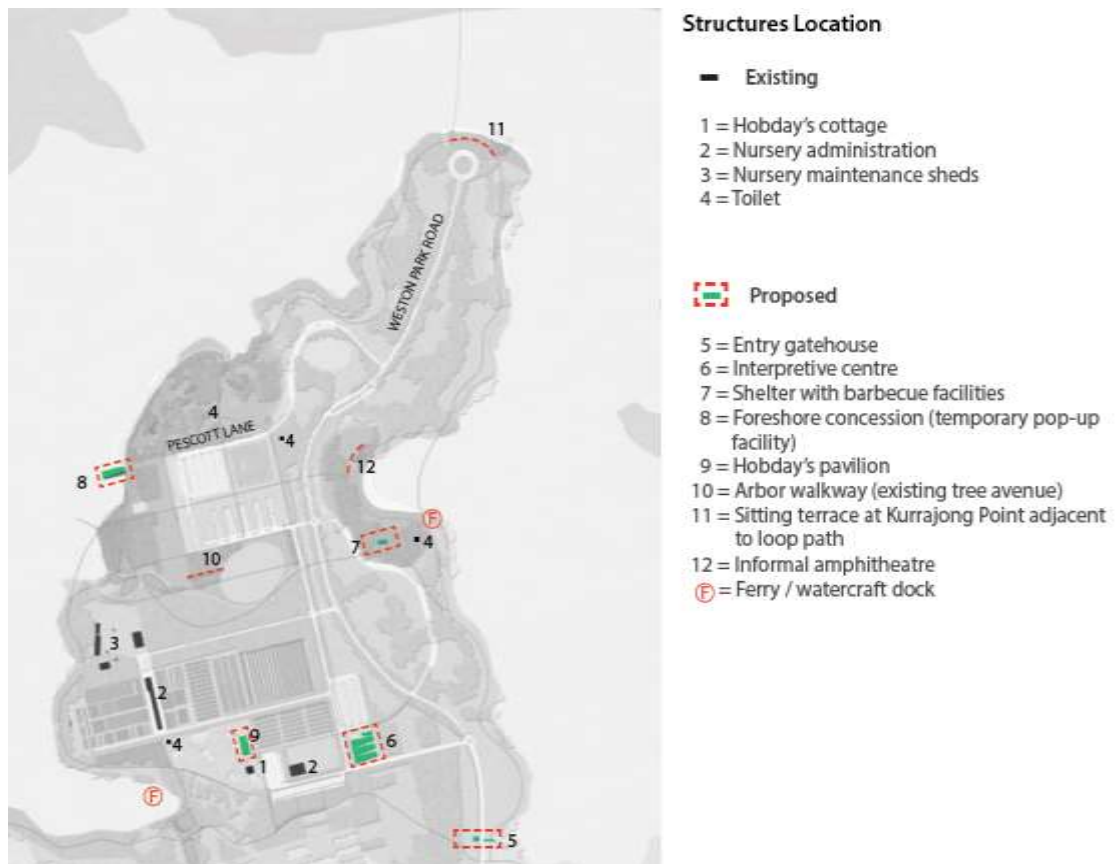 11
WESTON PARK ROAD
4
PESCOTT LANE
4
8
12
F
7
4
10
3
2
4
9
6
1
2
F
5
Structures Location
Existing
1 = Hobday's cottage
2 = Nursery administration
3 = Nursery maintenance sheds
4 = Toilet
Proposed
5 = Entry gatehouse
6 = Interpretive centre
7 = Shelter with barbecue facilities
8 = Foreshore concession (temporary pop-up
facility)
9 = Hobday's pavilion
10 = Arbor walkway (existing tree avenue)
11 = Sitting terrace at Kurrajong Point adjacent
to loop path
12 = Informal amphitheatre
F = Ferry / watercraft dock